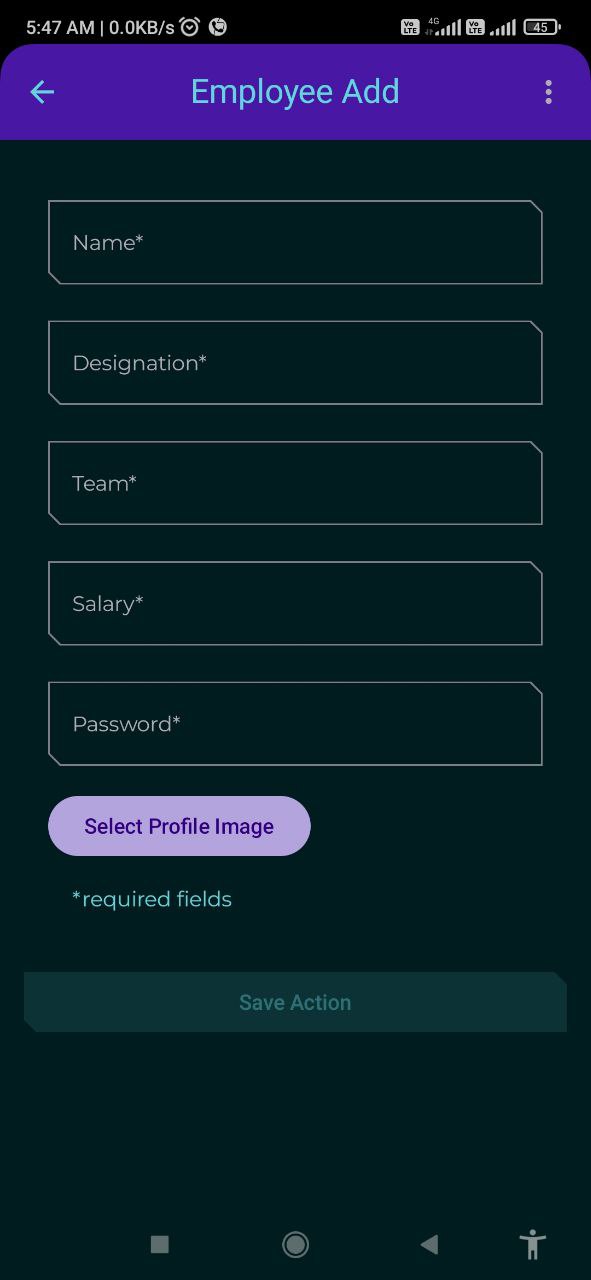 5:47 AM | 0.0KB/s
Vo LTE 4G Vo LTE 45
Employee Add
Name*
Designation*
Team*
Salary*
Password*
Select Profile Image
*required fields
Save Action